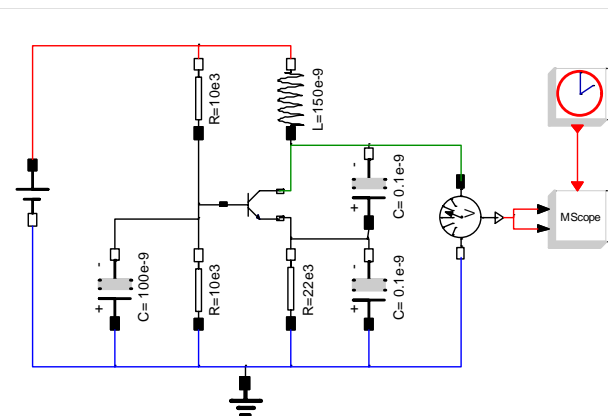 R=10e3
L=150e-9
C= 0.1e-9
- +
V
MScope
C= 100e-9
- +
R=10e3
R=22e3
C= 0.1e-9
- +